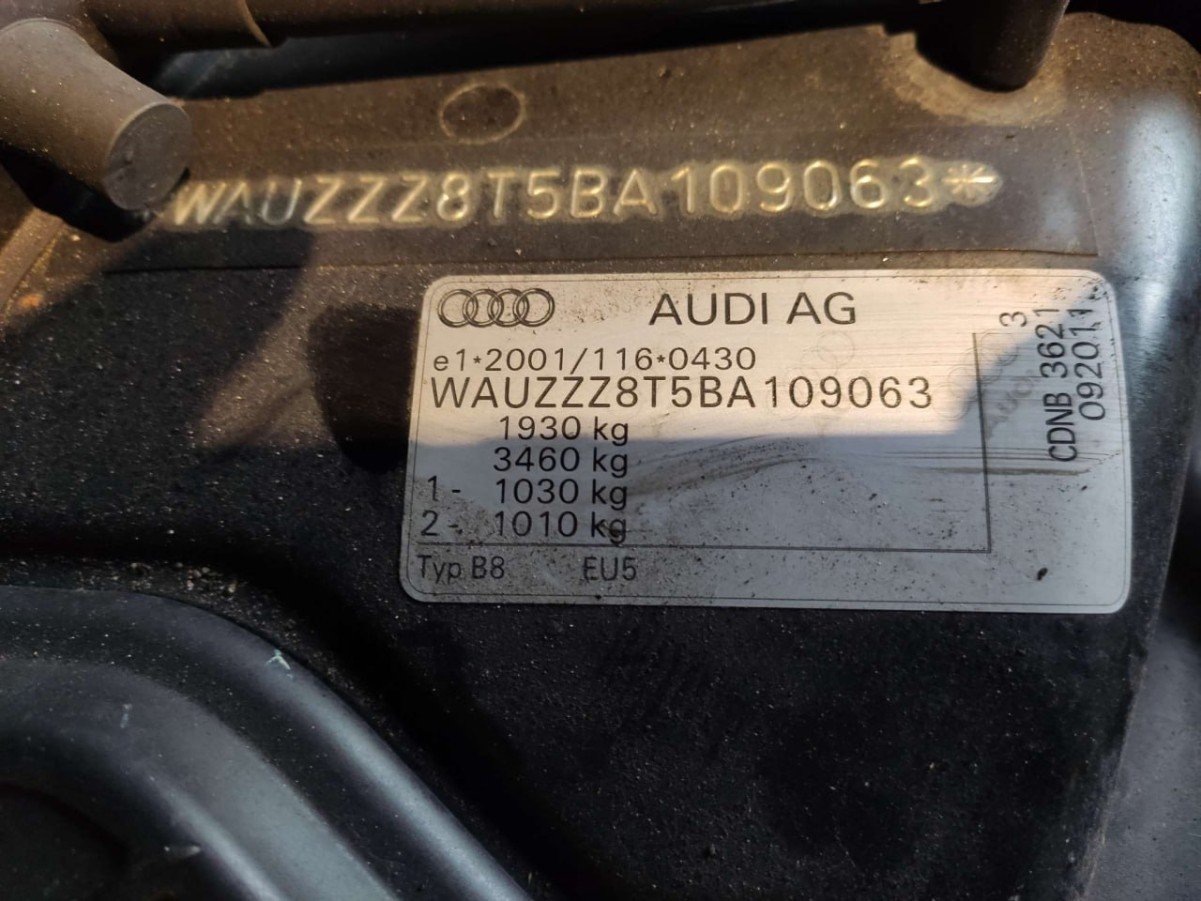 WAUZZZ8T5BA109063*
AUDI AG
e1*2001/116*0430
WAUZZZ8T5BA109063
1930 kg
3460 kg
1- 1030 kg
2- 1010 kg
Typ B8 EU5
3
CDNB 3621
092011